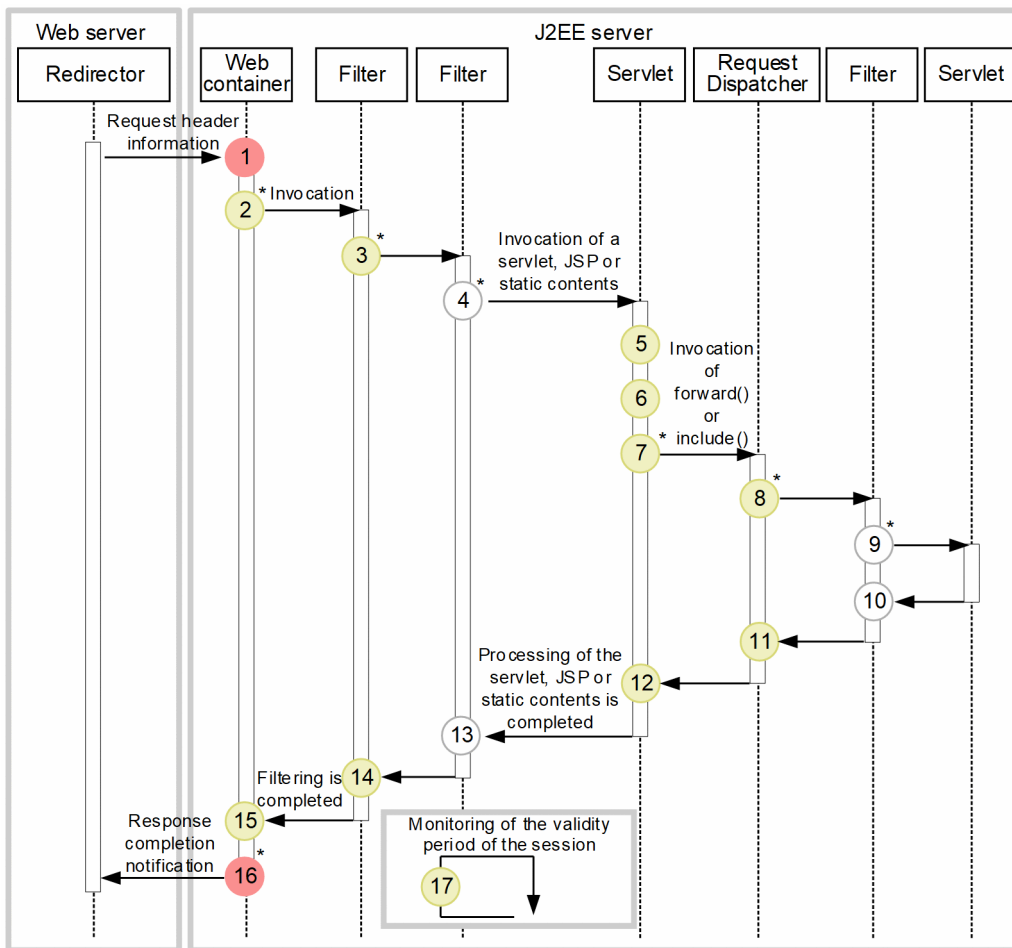 Web server
J2EE server
Redirector
Web
container
Filter
Filter
Servlet
Request
Dispatcher
Filter
Servlet
Request header
information
1
2
* Invocation
3
*
Invocation of a
servlet, JSP or
static contents
4
*
5
Invocation
of
forward()
or
include()
6
7
*
8
*
9
*
10
11
Processing of the
servlet, JSP or
static contents is
completed
12
13
Filtering is
completed
14
15
Response
completion
notification
16
*
Monitoring of the validity
period of the session
17